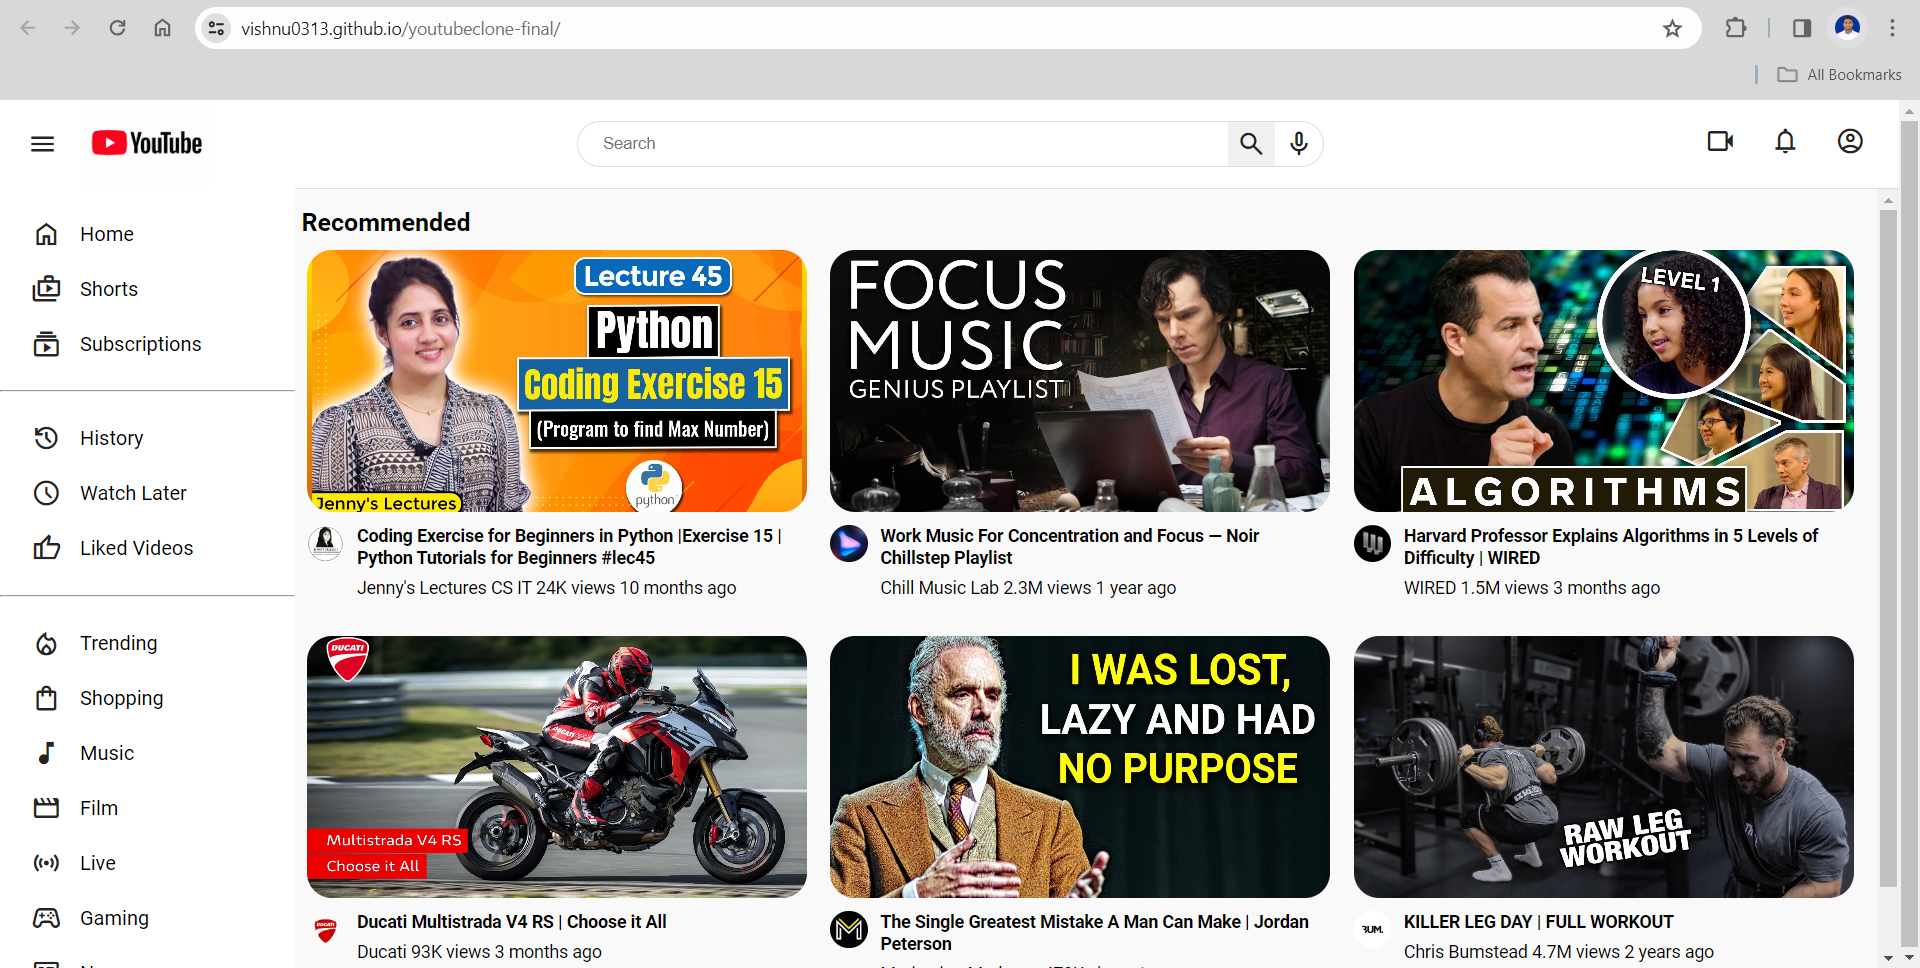 vishnu0313.github.io/youtubeclone-final/
All Bookmarks
YouTube
Search
Home
Shorts
Subscriptions
History
Watch Later
Liked Videos
Trending
Shopping
Music
Film
Live
Gaming
Recommended
Lecture 45
Python
Coding Exercise 15
(Program to find Max Number)
Jenny's Lectures
python
Coding Exercise for Beginners in Python |Exercise 15 |
Python Tutorials for Beginners #lec45
Jenny's Lectures CS IT 24K views 10 months ago
FOCUS
MUSIC
GENIUS PLAYLIST
Work Music For Concentration and Focus — Noir
Chillstep Playlist
Chill Music Lab 2.3M views 1 year ago
LEVEL 1
ALGORITHMS
Harvard Professor Explains Algorithms in 5 Levels of
Difficulty | WIRED
WIRED 1.5M views 3 months ago
DUCATI
Multistrada V4 RS
Choose it All
Ducati Multistrada V4 RS | Choose it All
Ducati 93K views 3 months ago
I WAS LOST,
LAZY AND HAD
NO PURPOSE
The Single Greatest Mistake A Man Can Make | Jordan
Peterson
RAW LEG
WORKOUT
BUM.
KILLER LEG DAY | FULL WORKOUT
Chris Bumstead 4.7M views 2 years ago